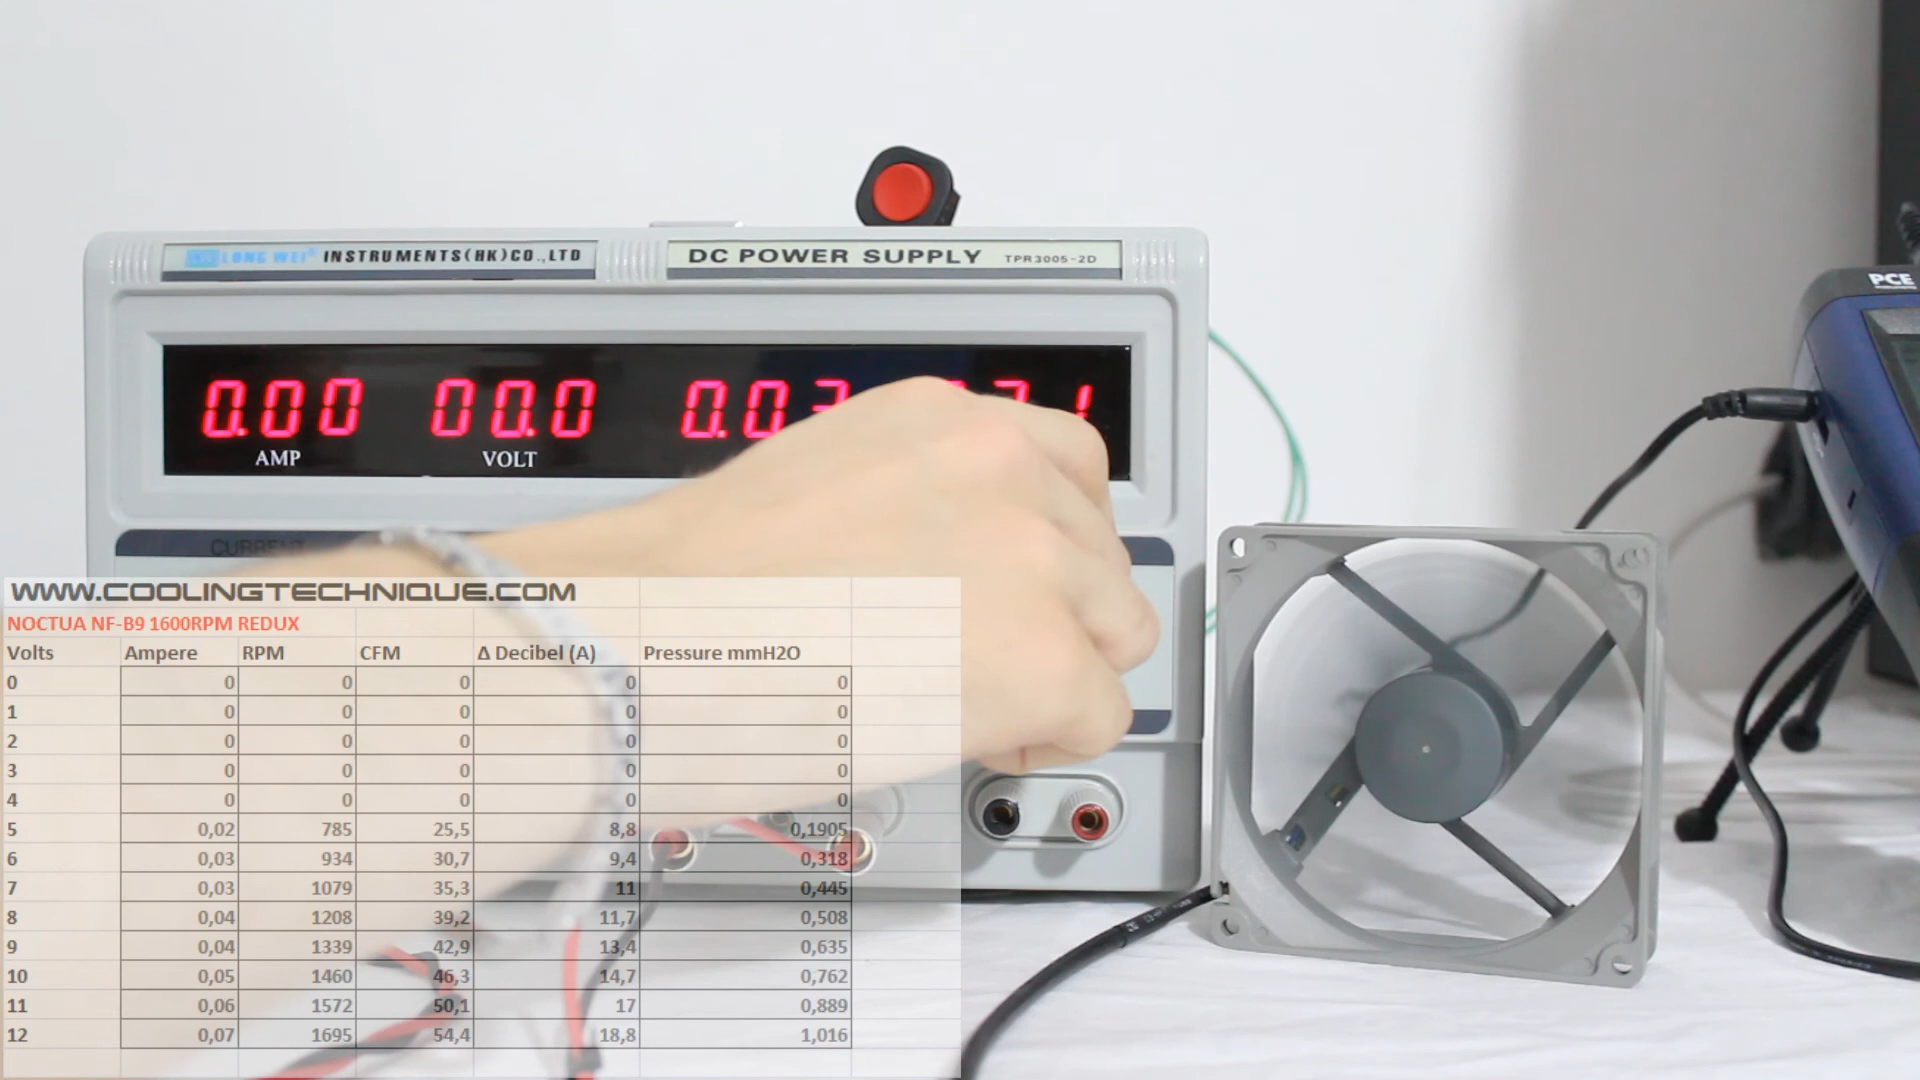 LONG WEI® INSTRUMENTS(HK)CO.,LTD
DC POWER SUPPLY TPR3005-2D
PCE
0.00 00.0 0.03
AMP VOLT
CURRENT
WWW.COOLINGTECHNIQUE.COM
NOCTUA NF-B9 1600RPM REDUX
Volts Ampere RPM CFM Δ Decibel (A) Pressure mmH2O
0 0 0 0 0 0
1 0 0 0 0 0
2 0 0 0 0 0
3 0 0 0 0 0
4 0 0 0 0 0
5 0,02 785 25,5 8,8 0,1905
6 0,03 934 30,7 9,4 0,318
7 0,03 1079 35,3 11 0,445
8 0,04 1208 39,2 11,7 0,508
9 0,04 1339 42,9 13,4 0,635
10 0,05 1460 46,3 14,7 0,762
11 0,06 1572 50,1 17 0,889
12 0,07 1695 54,4 18,8 1,016